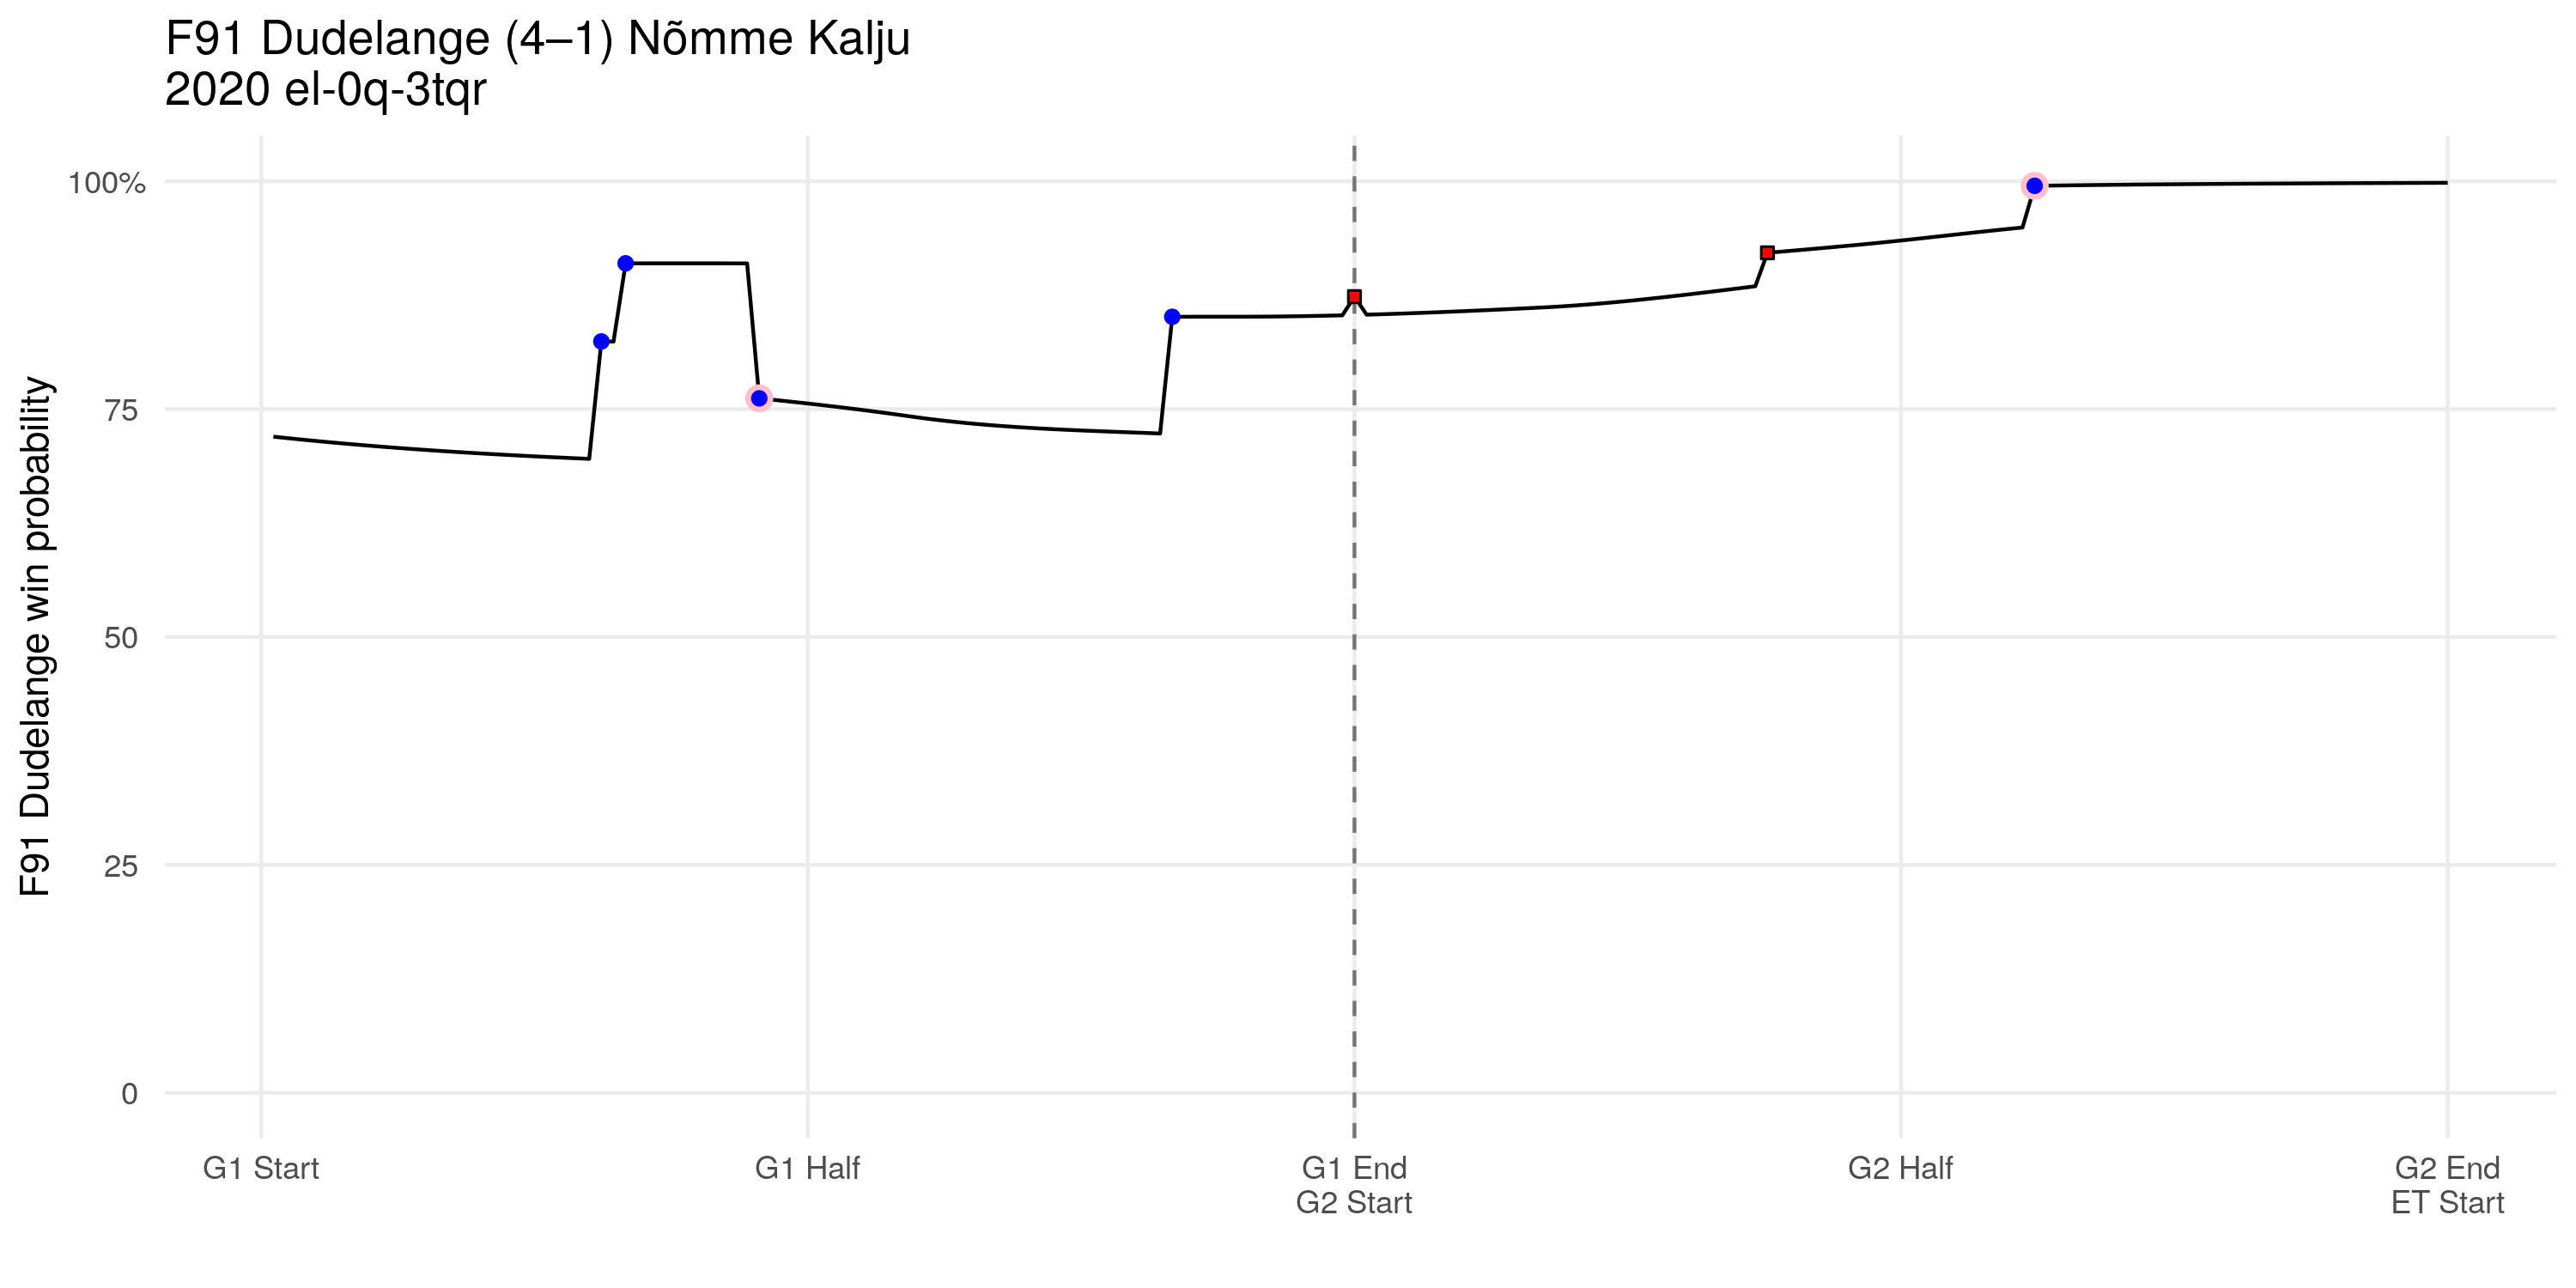 F91 Dudelange (4–1) Nõmme Kalju
2020 el-0q-3tqr
F91 Dudelange win probability
100%
75
50
25
0
G1 Start
G1 Half
G1 End
G2 Start
G2 Half
G2 End
ET Start